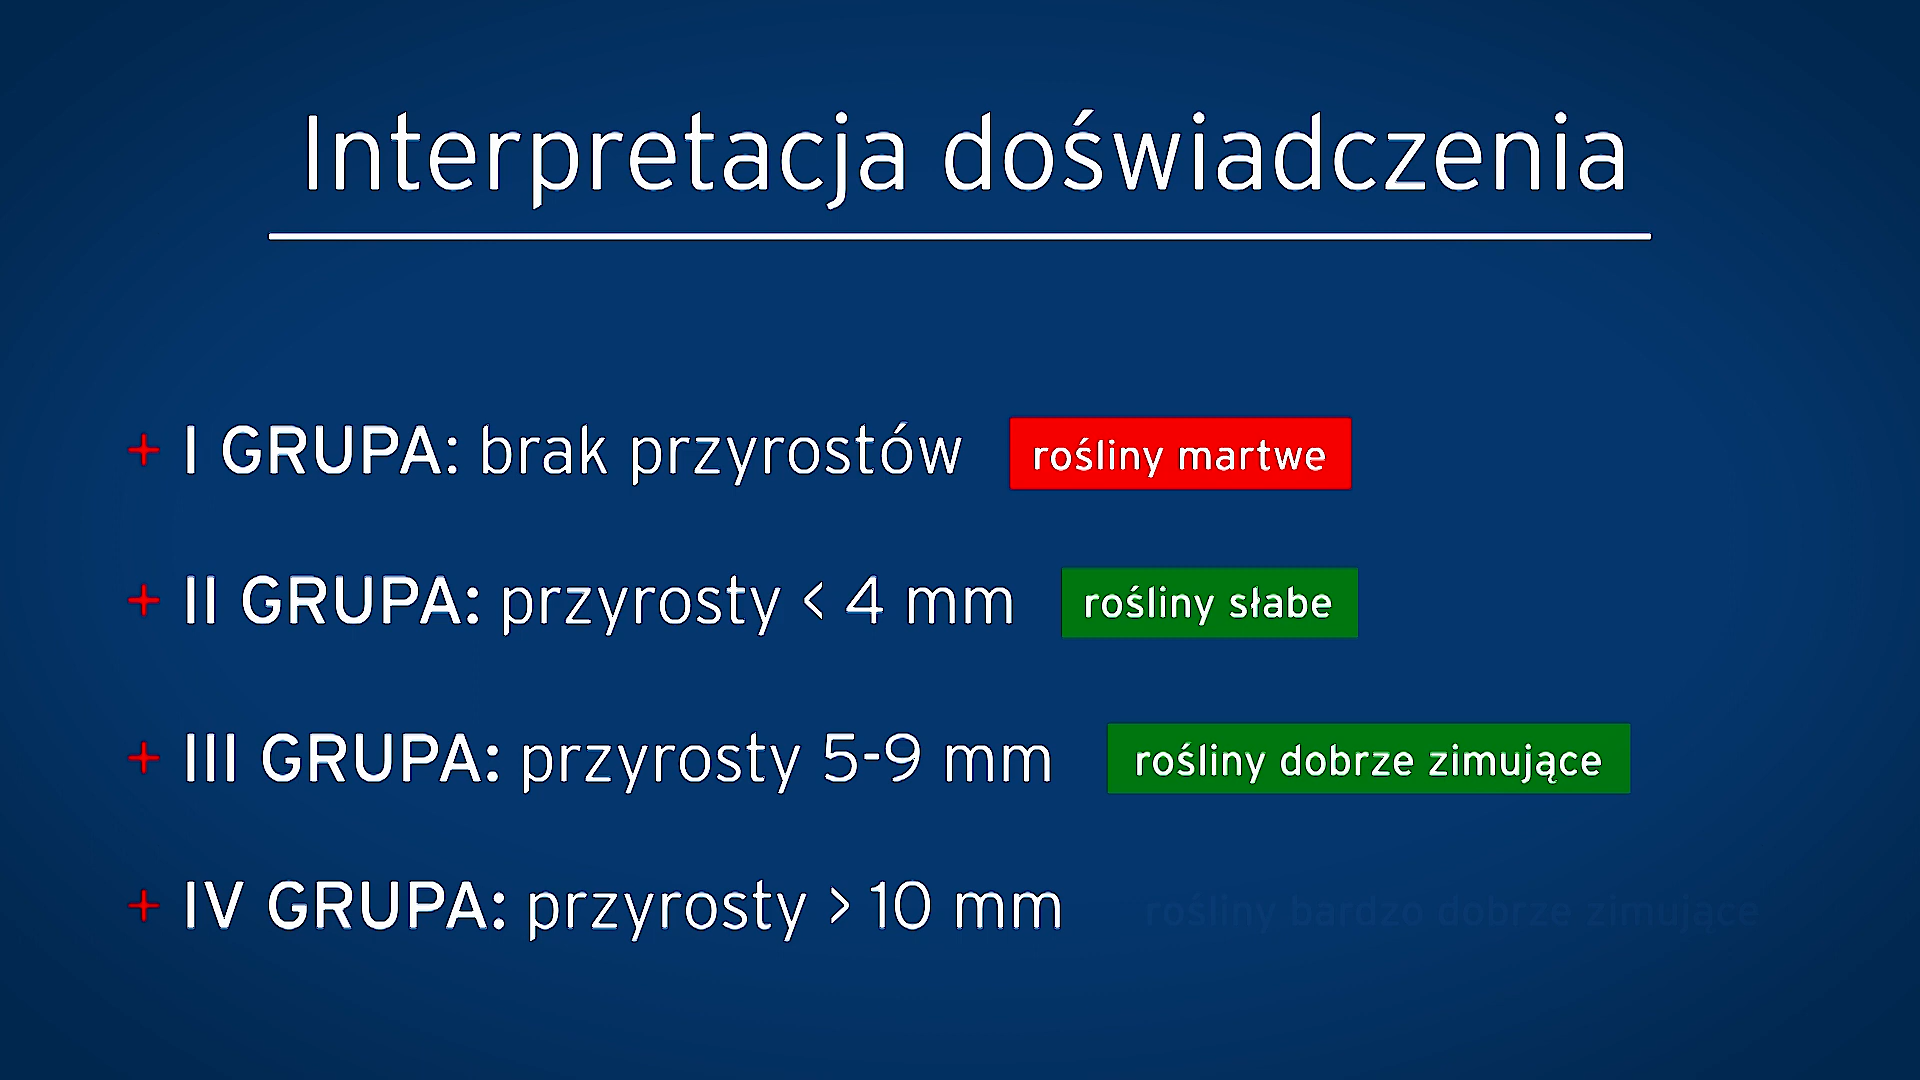 Interpretacja doświadczenia
+ I GRUPA: brak przyrostów rośliny martwe
+ II GRUPA: przyrosty < 4 mm rośliny słabe
+ III GRUPA: przyrosty 5-9 mm rośliny dobrze zimujące
+ IV GRUPA: przyrosty > 10 mm rośliny bardzo dobrze zimujące